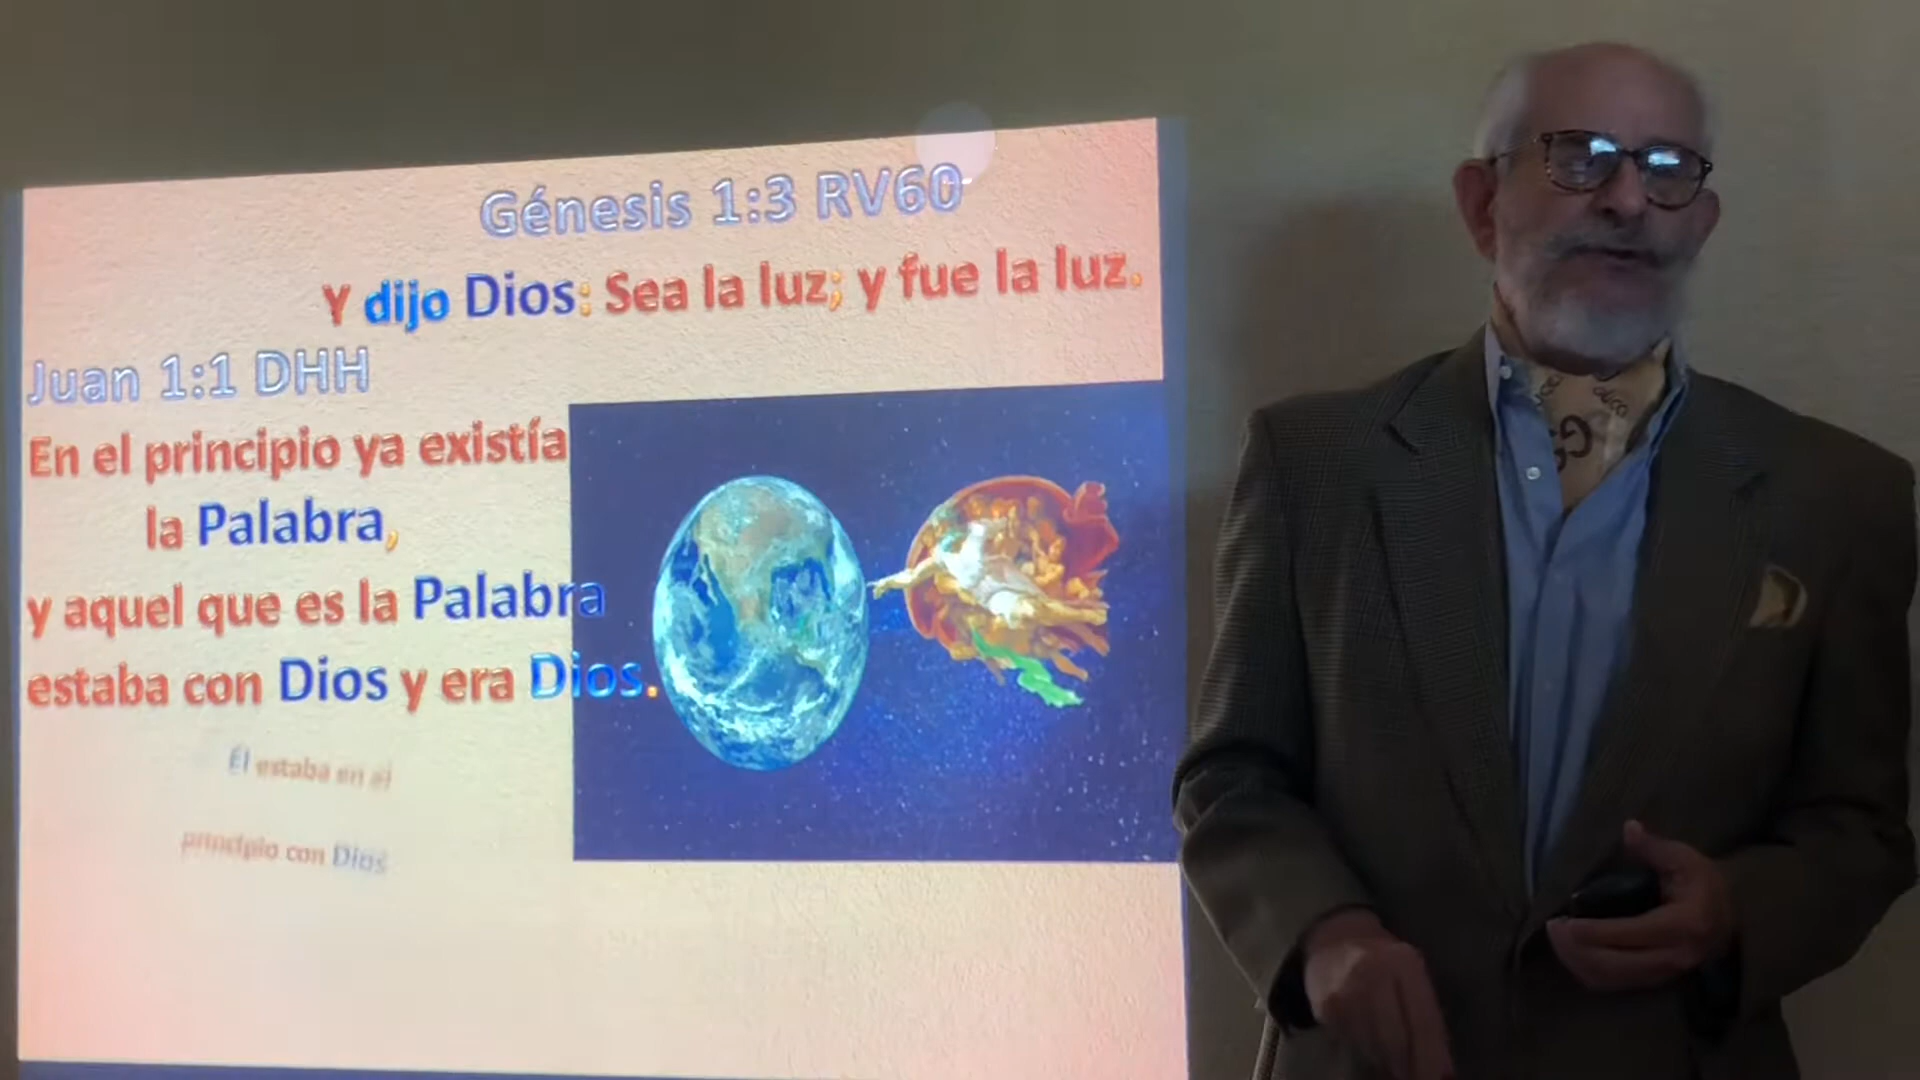 Génesis 1:3 RV60
Y dijo Dios: Sea la luz; y fue la luz.
Juan 1:1 DHH
En el principio ya existía
la Palabra,
y aquel que es la Palabra
estaba con Dios y era Dios.
Él estaba en el
principio con Dios
GUCCI